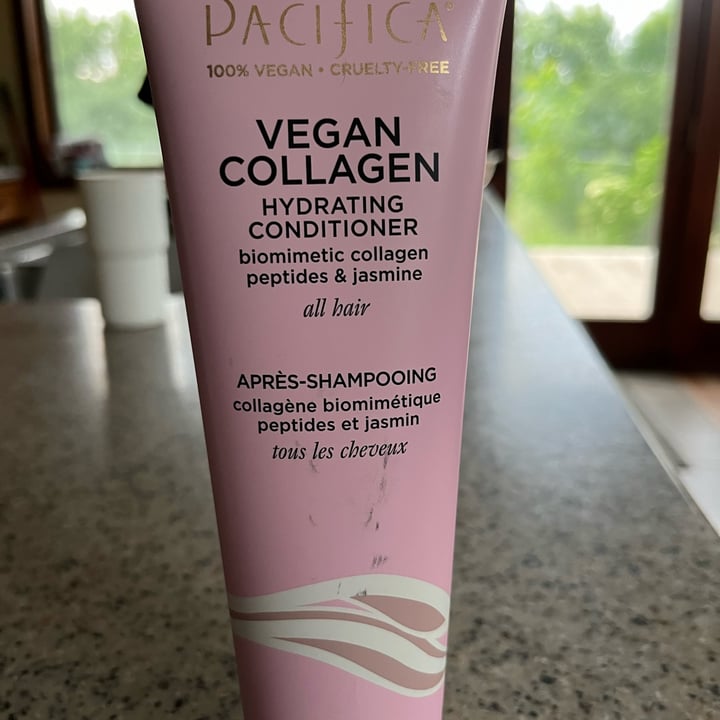 PACIFICA®
100% VEGAN • CRUELTY-FREE
VEGAN
COLLAGEN
HYDRATING
CONDITIONER
biomimetic collagen
peptides & jasmine
all hair
APRÈS-SHAMPOOING
collagène biomimétique
peptides et jasmin
tous les cheveux